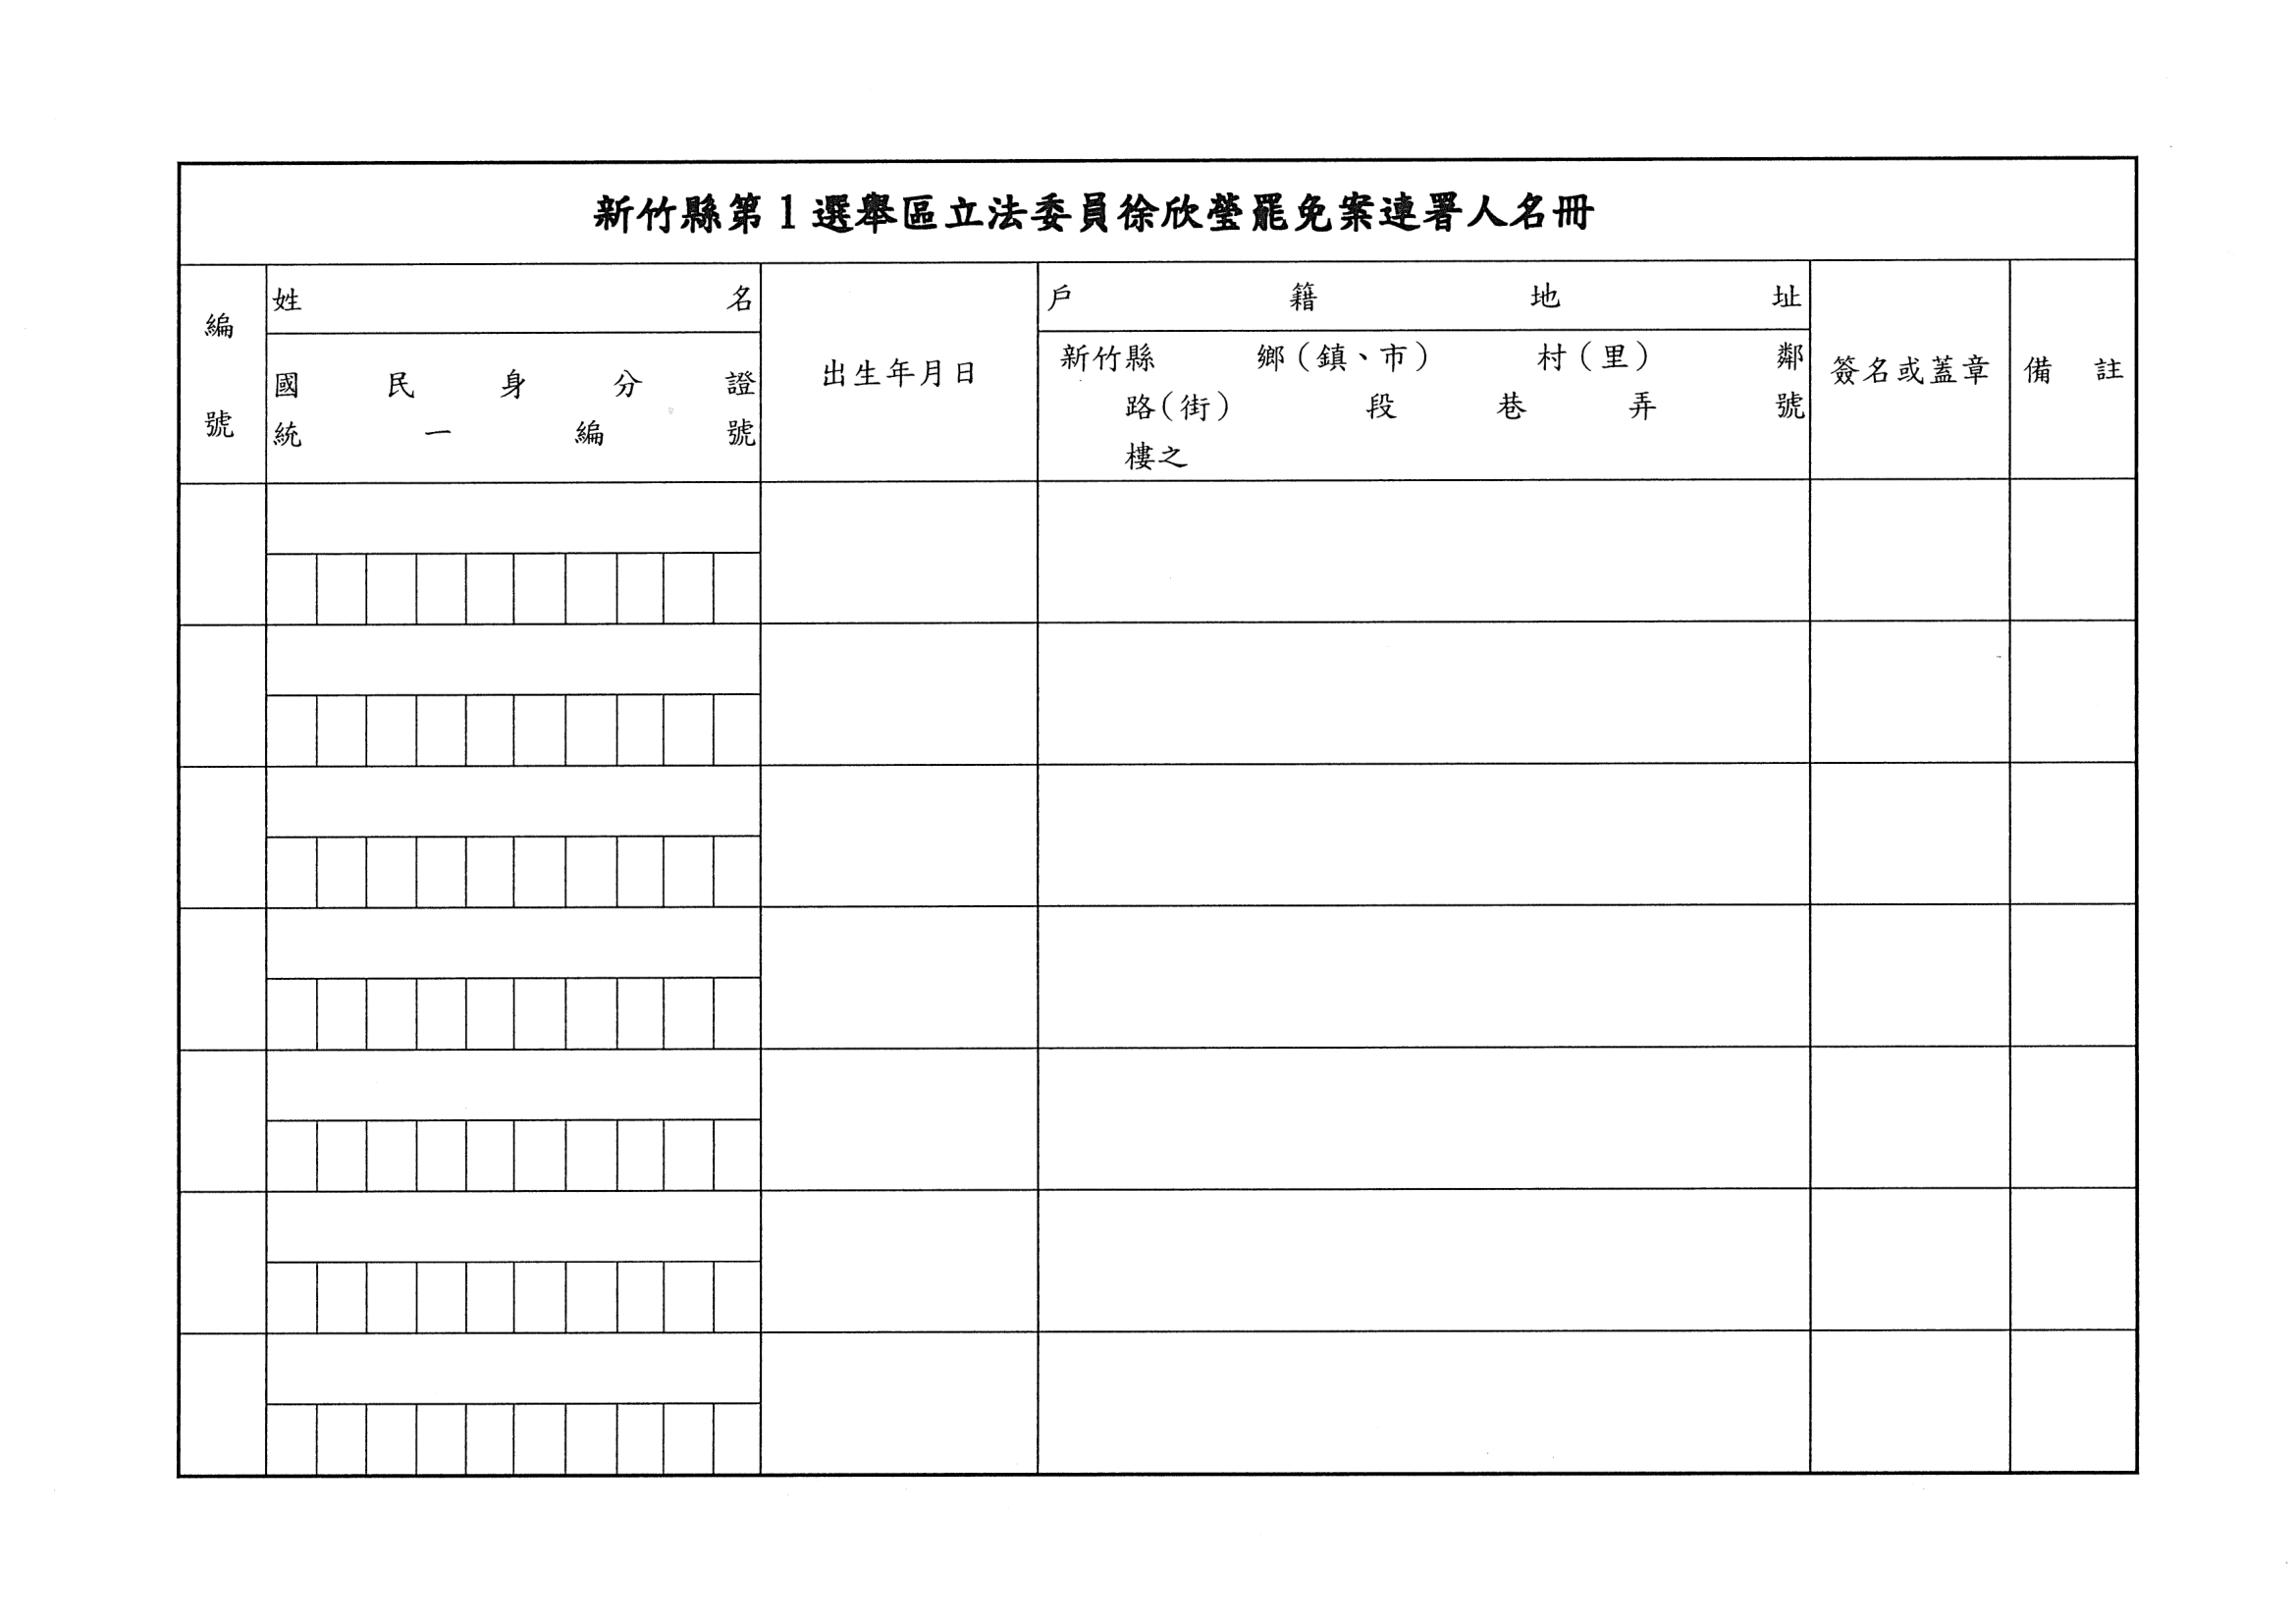 新竹縣第1選舉區立法委員徐欣瑩罷免案連署人名冊
編號
姓名
國民身分證
統一編號
出生年月日
戶籍地址
新竹縣 鄉（鎮、市） 村（里） 鄰
路（街） 段 巷 弄 號
樓之
簽名或蓋章
備註